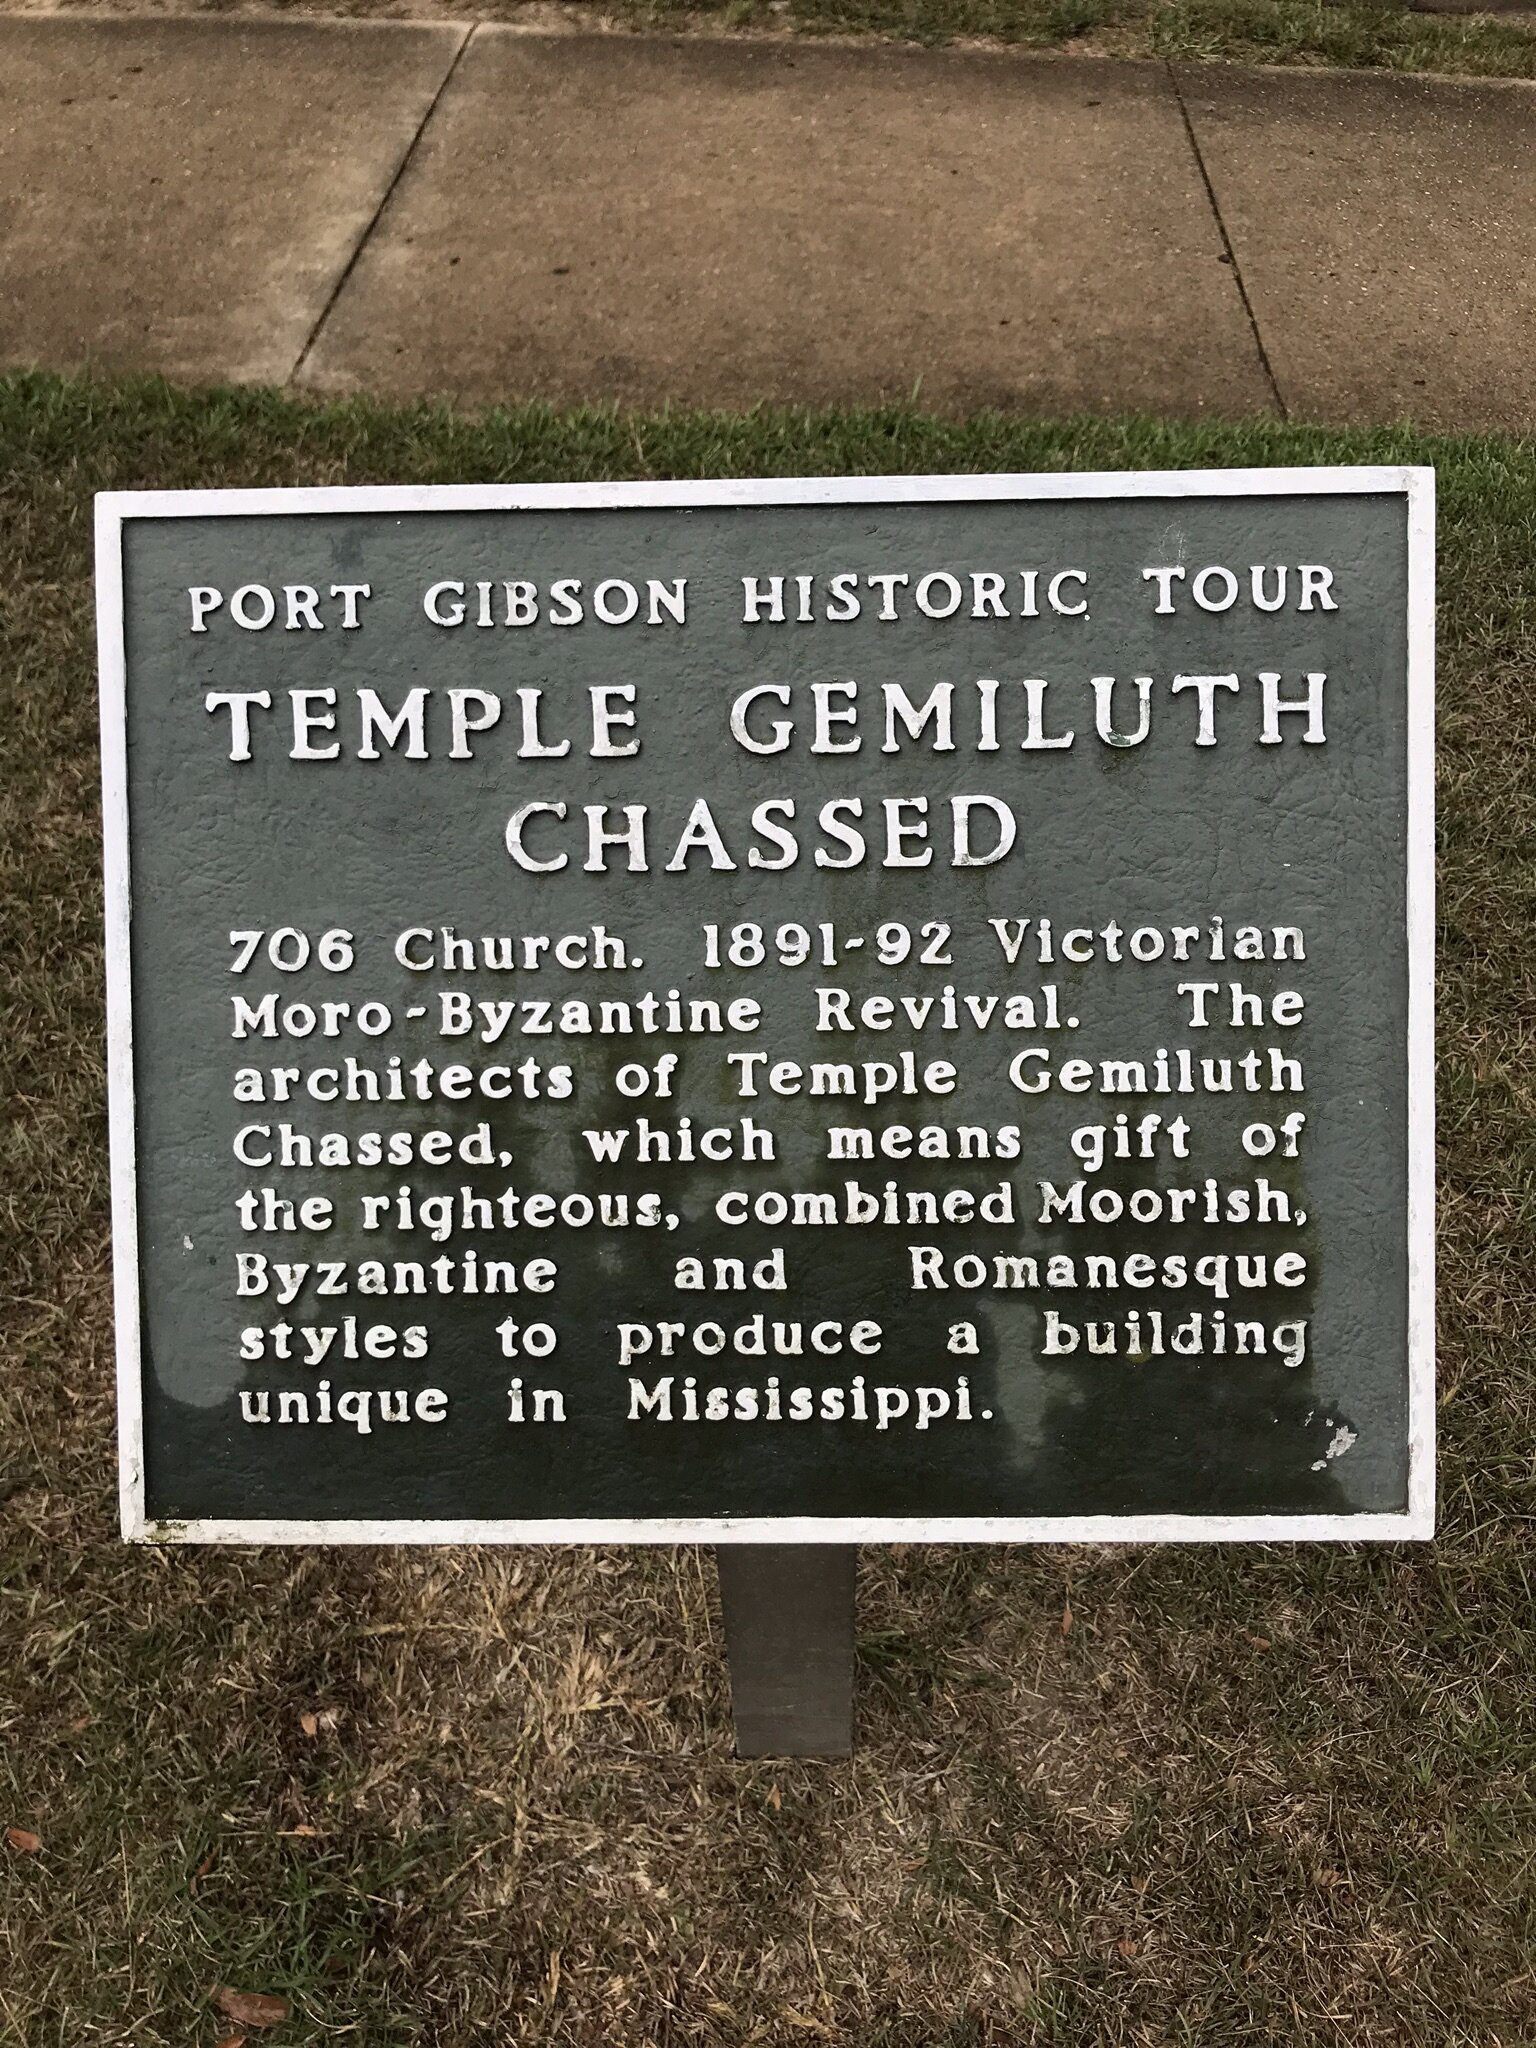 PORT GIBSON HISTORIC TOUR
TEMPLE GEMILUTH
CHASSED
706 Church. 1891-92 Victorian
Moro-Byzantine Revival. The
architects of Temple Gemiluth
Chassed, which means gift of
the righteous, combined Moorish,
Byzantine and Romanesque
styles to produce a building
unique in Mississippi.